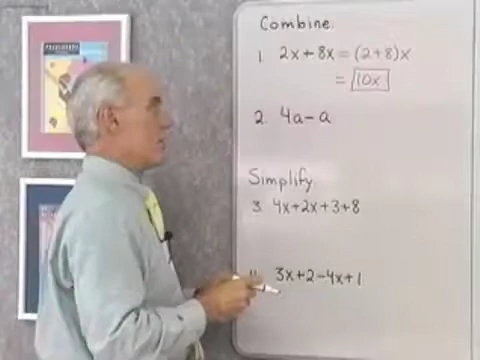 Combine.
1. 2x + 8x = (2+8)x
= 10x
2. 4a - a
Simplify
3. 4x + 2x + 3 + 8
3x + 2 - 4x + 1